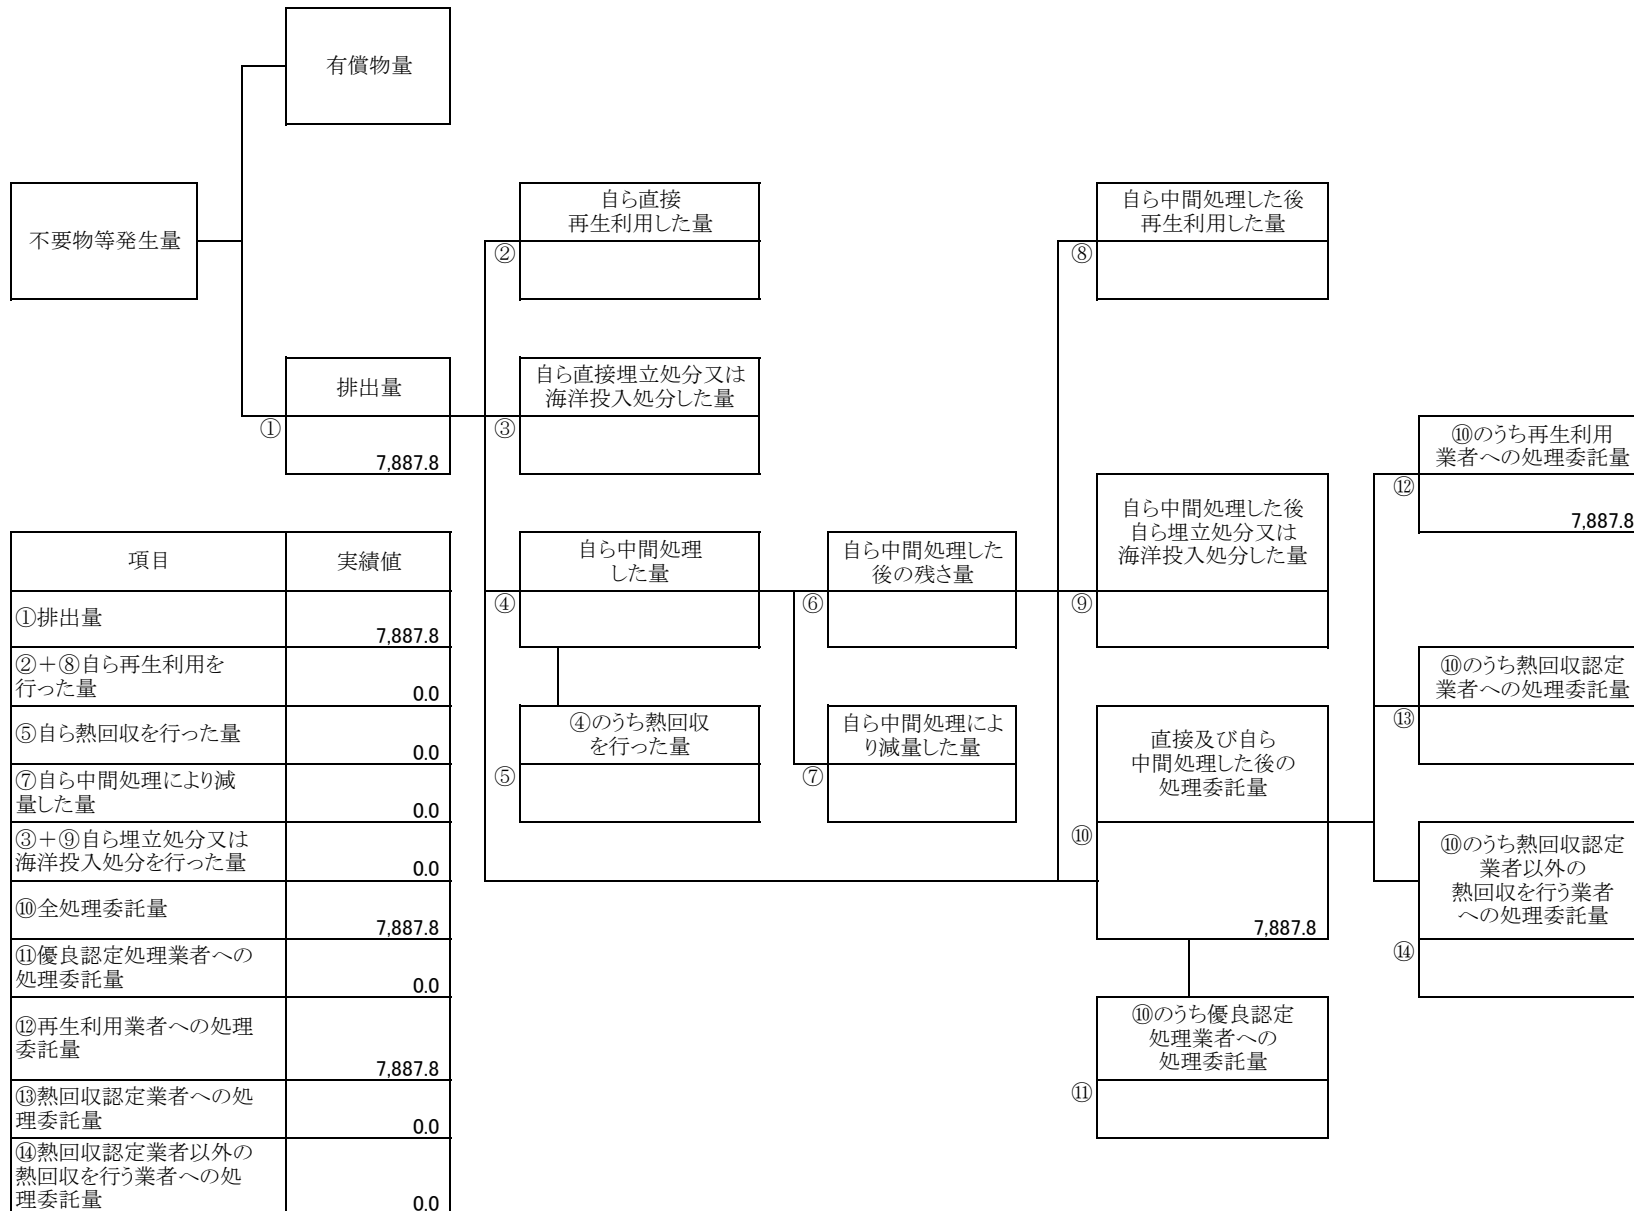 有償物量
不要物等発生量
自ら直接
再生利用した量
②
自ら中間処理した後
再生利用した量
⑧
排出量
①
7,887.8
自ら直接埋立処分又は
海洋投入処分した量
③
⑩のうち再生利用
業者への処理委託量
⑫
7,887.8
自ら中間処理した後
自ら埋立処分又は
海洋投入処分した量
⑨
自ら中間処理
した量
④
自ら中間処理した
後の残さ量
⑥
⑩のうち熱回収認定
業者への処理委託量
⑬
④のうち熱回収
を行った量
⑤
自ら中間処理によ
り減量した量
⑦
直接及び自ら
中間処理した後の
処理委託量
⑩
7,887.8
⑩のうち熱回収認定
業者以外の
熱回収を行う業者
への処理委託量
⑭
⑩のうち優良認定
処理業者への
処理委託量
⑪
項目
実績値
①排出量
7,887.8
②＋⑧自ら再生利用を
行った量
0.0
⑤自ら熱回収を行った量
0.0
⑦自ら中間処理により減
量した量
0.0
③＋⑨自ら埋立処分又は
海洋投入処分を行った量
0.0
⑩全処理委託量
7,887.8
⑪優良認定処理業者への
処理委託量
0.0
⑫再生利用業者への処理
委託量
7,887.8
⑬熱回収認定業者への処
理委託量
0.0
⑭熱回収認定業者以外の
熱回収を行う業者への処
理委託量
0.0